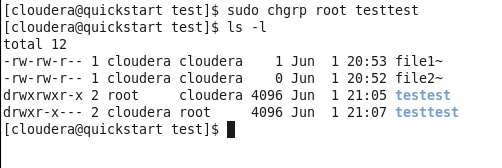 [cloudera@quickstart test]$ sudo chgrp root testtest
[cloudera@quickstart test]$ ls -l
total 12
-rw-rw-r-- 1 cloudera cloudera    1 Jun  1 20:53 file1~
-rw-rw-r-- 1 cloudera cloudera    0 Jun  1 20:52 file2~
drwxrwxr-x 2 root     cloudera 4096 Jun  1 21:05 testest
drwxr-x--- 2 cloudera root     4096 Jun  1 21:07 testtest
[cloudera@quickstart test]$